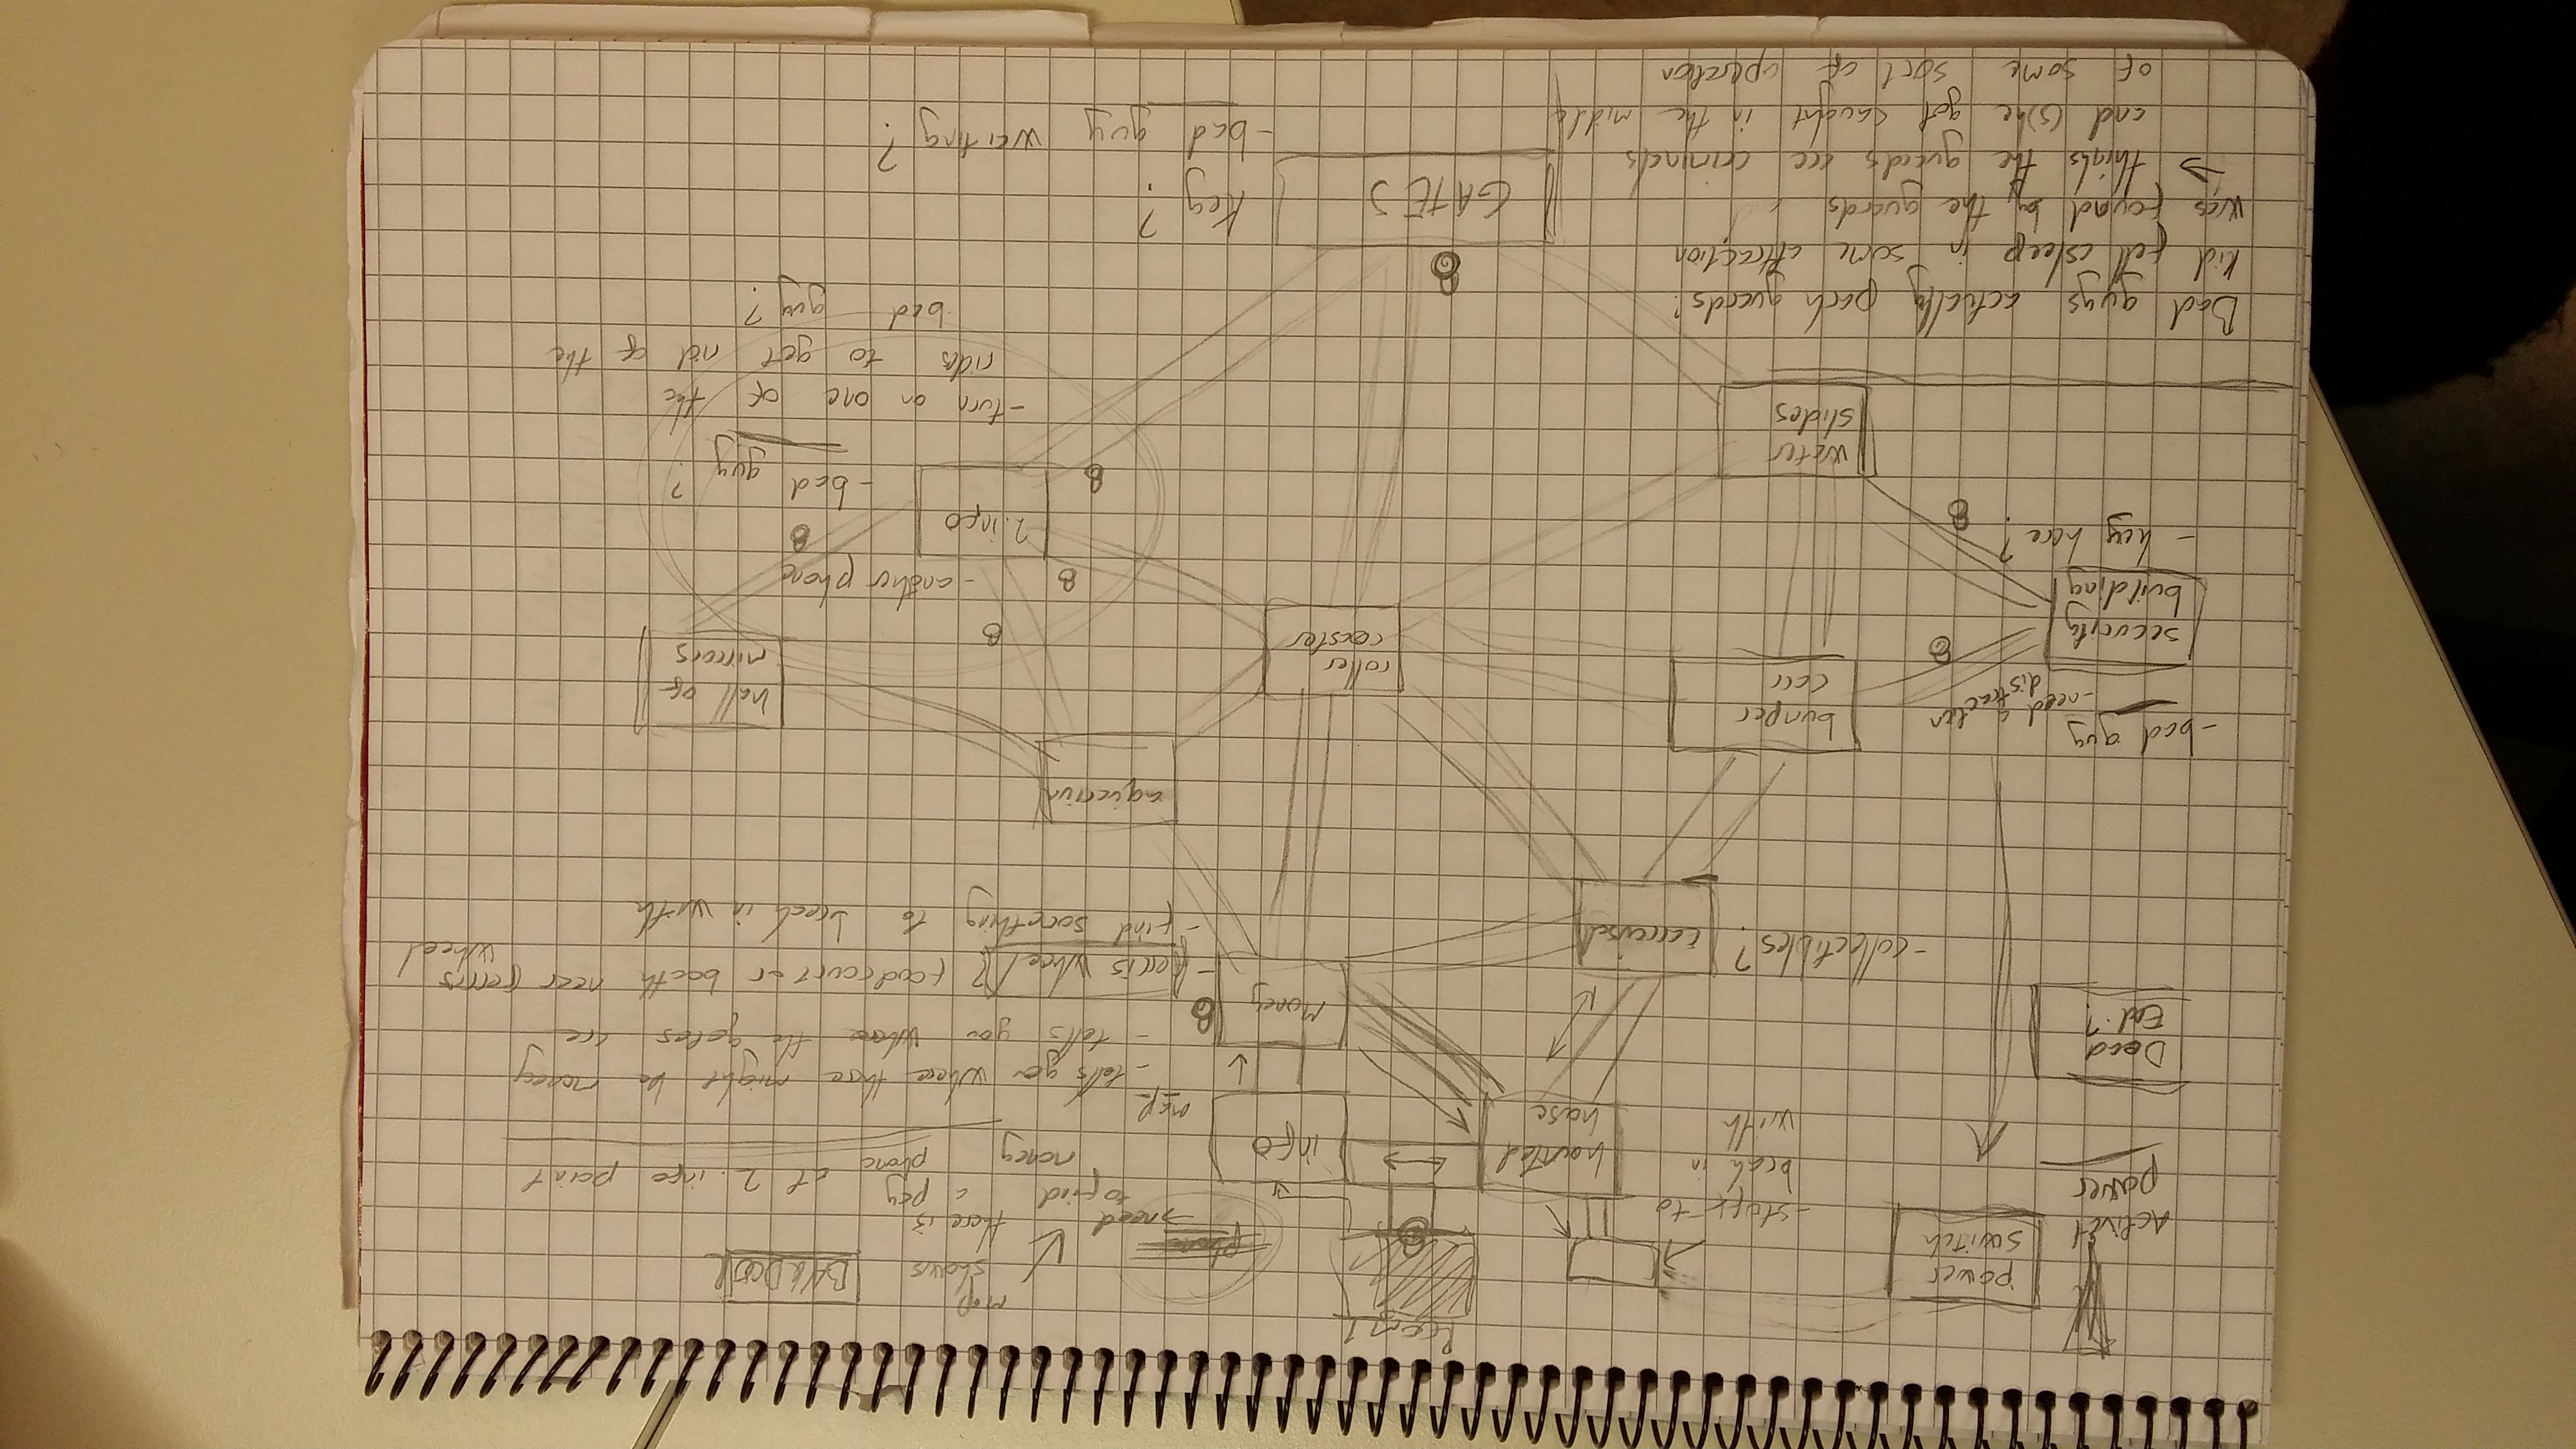 Room 1
power
switch
Activat
power
phone
→ need
to find
money
map
shows
there is
a pay
phone at 2. info point
BACKDOOR
- stuff to
break in
with
haunted
house
info
Dead
End?
map
- tells you where there might be money
- tells you where the gates are
Money
- ferris wheel? foodcourt or booth near ferris
wheel
- find something to break in with
- collectibles?
carrousel
aquarium
- bad guy
- need a
distraction
bumper
carr
hall of
mirrors
roller
coaster
security
building
- key here?
- another phone
2. info
- bad guy ?
water
slides
- turn on one of the
rides to get rid of the
bad guy?
Bad guys actually park guards?
Kid fell asleep in some attraction
was found by the guards and
→ thinks the guards are criminals
and (s)he got caught in the middle
of some sort of operation
GATES
Key ?
- bad guy waiting ?